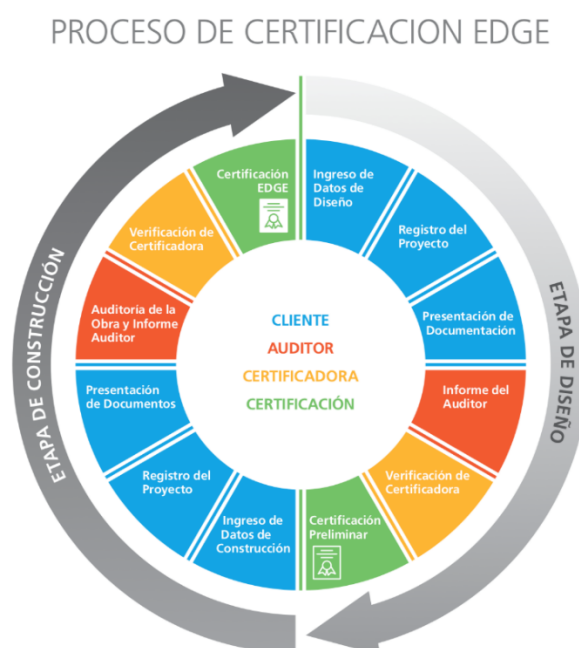 PROCESO DE CERTIFICACION EDGE
Ingreso de
Datos de
Diseño
Registro del
Proyecto
Presentación de
Documentación
Informe del
Auditor
Verificación de
Certificadora
Certificación
Preliminar
Ingreso de
Datos de
Construcción
Registro del
Proyecto
Presentación
de Documentos
Auditoría de la
Obra y Informe
Auditor
Verificación de
Certificadora
Certificación
EDGE
CLIENTE
AUDITOR
CERTIFICADORA
CERTIFICACIÓN
ETAPA DE DISEÑO
ETAPA DE CONSTRUCCIÓN